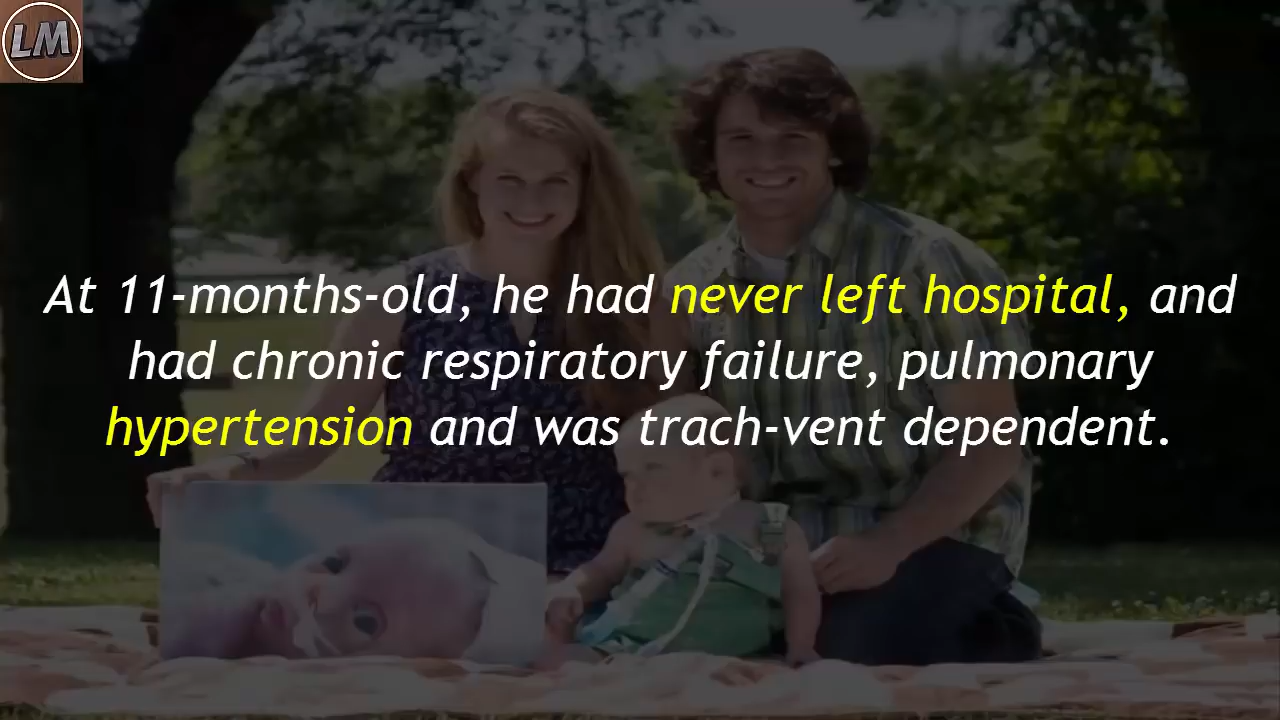 LM
At 11-months-old, he had never left hospital, and
had chronic respiratory failure, pulmonary
hypertension and was trach-vent dependent.